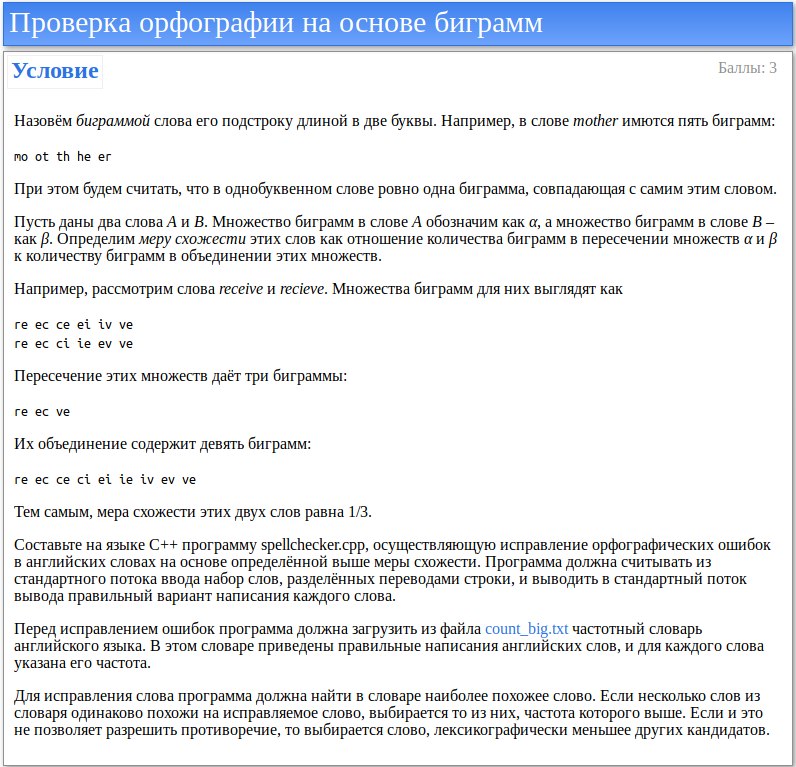 Проверка орфографии на основе биграмм
Условие
Баллы: 3
Назовём биграммой слова его подстроку длиной в две буквы. Например, в слове mother имются пять биграмм:
mo ot th he er
При этом будем считать, что в однобуквенном слове ровно одна биграмма, совпадающая с самим этим словом.
Пусть даны два слова A и B. Множество биграмм в слове A обозначим как α, а множество биграмм в слове B –
как β. Определим меру схожести этих слов как отношение количества биграмм в пересечении множеств α и β
к количеству биграмм в объединении этих множеств.
Например, рассмотрим слова receive и recieve. Множества биграмм для них выглядят как
re ec ce ei iv ve
re ec ci ie ev ve
Пересечение этих множеств даёт три биграммы:
re ec ve
Их объединение содержит девять биграмм:
re ec ce ci ei ie iv ev ve
Тем самым, мера схожести этих двух слов равна 1/3.
Составьте на языке C++ программу spellchecker.cpp, осуществляющую исправление орфографических ошибок
в английских словах на основе определённой выше меры схожести. Программа должна считывать из
стандартного потока ввода набор слов, разделённых переводами строки, и выводить в стандартный поток
вывода правильный вариант написания каждого слова.
Перед исправлением ошибок программа должна загрузить из файла count_big.txt частотный словарь
английского языка. В этом словаре приведены правильные написания английских слов, и для каждого слова
указана его частота.
Для исправления слова программа должна найти в словаре наиболее похожее слово. Если несколько слов из
словаря одинаково похожи на исправляемое слово, выбирается то из них, частота которого выше. Если и это
не позволяет разрешить противоречие, то выбирается слово, лексикографически меньшее других кандидатов.